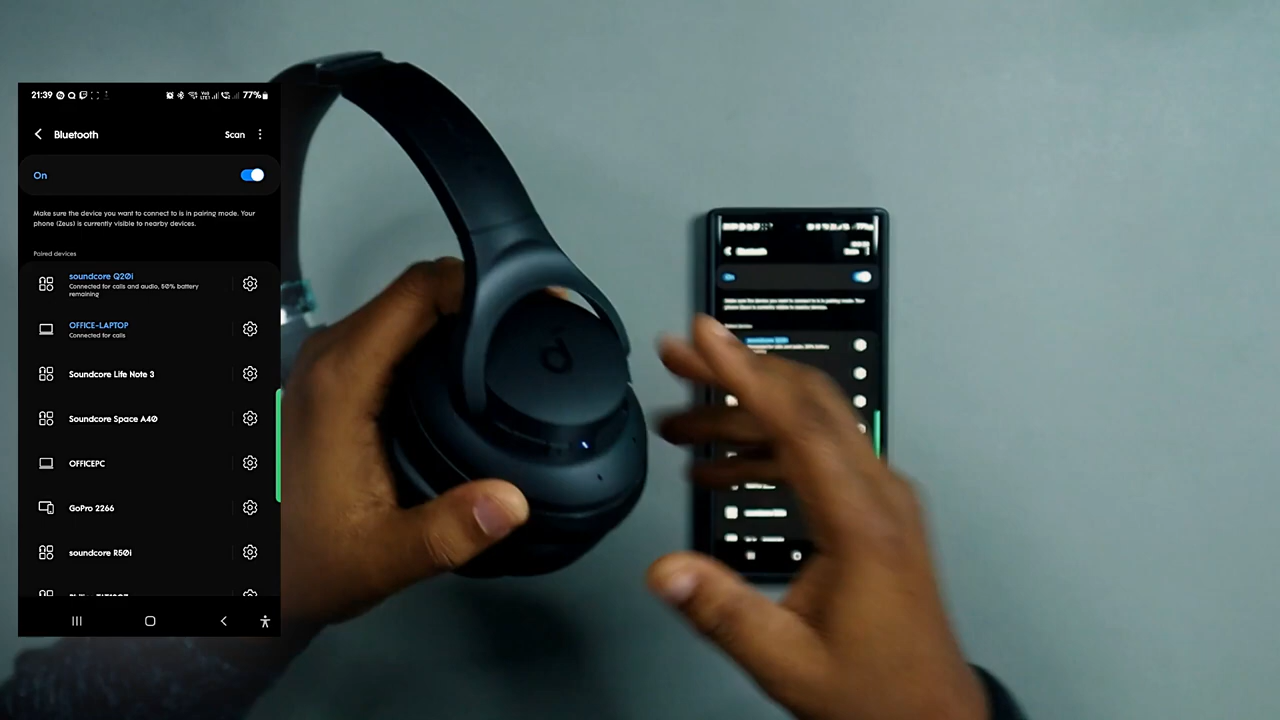 21:39
77%
Bluetooth
Scan
On
Make sure the device you want to connect to is in pairing mode. Your
phone (Zeus) is currently visible to nearby devices.
Paired devices
soundcore Q20i
Connected for calls and audio, 50% battery
remaining
OFFICE-LAPTOP
Connected for calls
Soundcore Life Note 3
Soundcore Space A40
OFFICEPC
GoPro 2266
soundcore R50i
Bluetooth
On